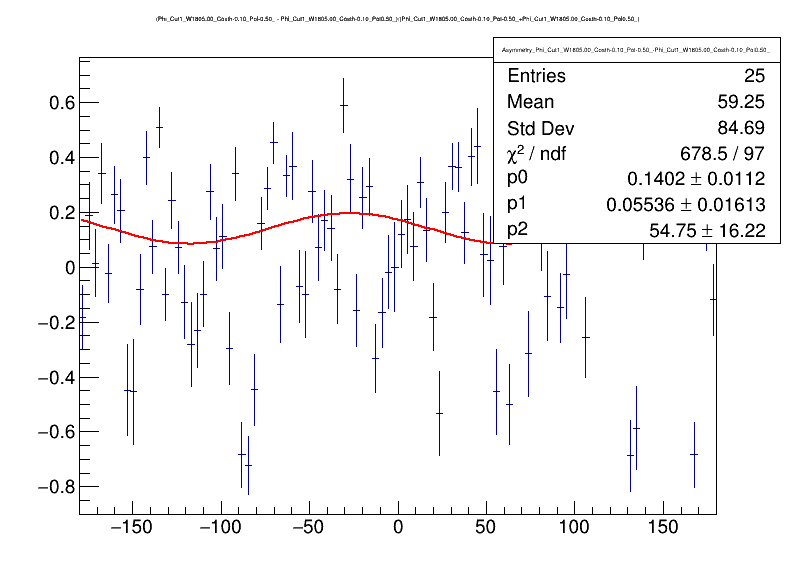 (Phi_Cut1_W1805.00_Costh-0.10_Pol-0.50_ - Phi_Cut1_W1805.00_Costh-0.10_Pol0.50_)/(Phi_Cut1_W1805.00_Costh-0.10_Pol-0.50_+Phi_Cut1_W1805.00_Costh-0.10_Pol0.50_)
Asymmetry_Phi_Cut1_W1805.00_Costh-0.10_Pol-0.50_-Phi_Cut1_W1805.00_Costh-0.10_Pol0.50_
Entries 25
Mean 59.25
Std Dev 84.69
χ² / ndf 678.5 / 97
p0 0.1402 ± 0.0112
p1 0.05536 ± 0.01613
p2 54.75 ± 16.22
0.6
0.4
0.2
0
−0.2
−0.4
−0.6
−0.8
−150 −100 −50 0 50 100 150